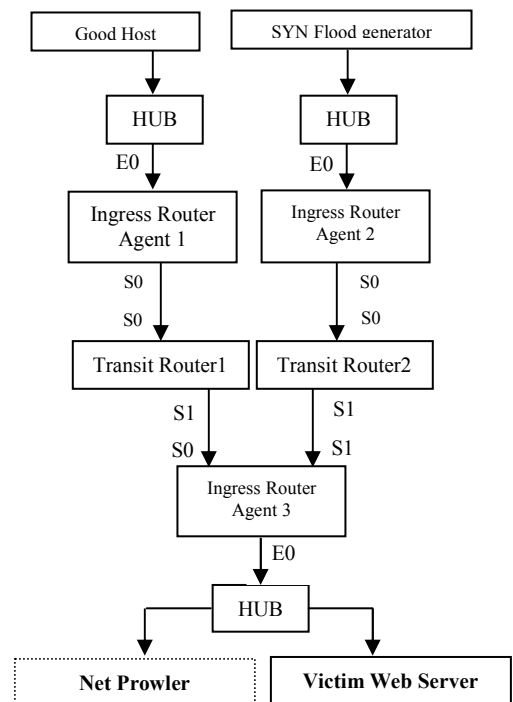 Good Host
SYN Flood generator
HUB
HUB
E0
E0
Ingress Router
Agent 1
Ingress Router
Agent 2
S0
S0
S0
S0
Transit Router1
Transit Router2
S1
S1
S0
S1
Ingress Router
Agent 3
E0
HUB
Net Prowler
Victim Web Server